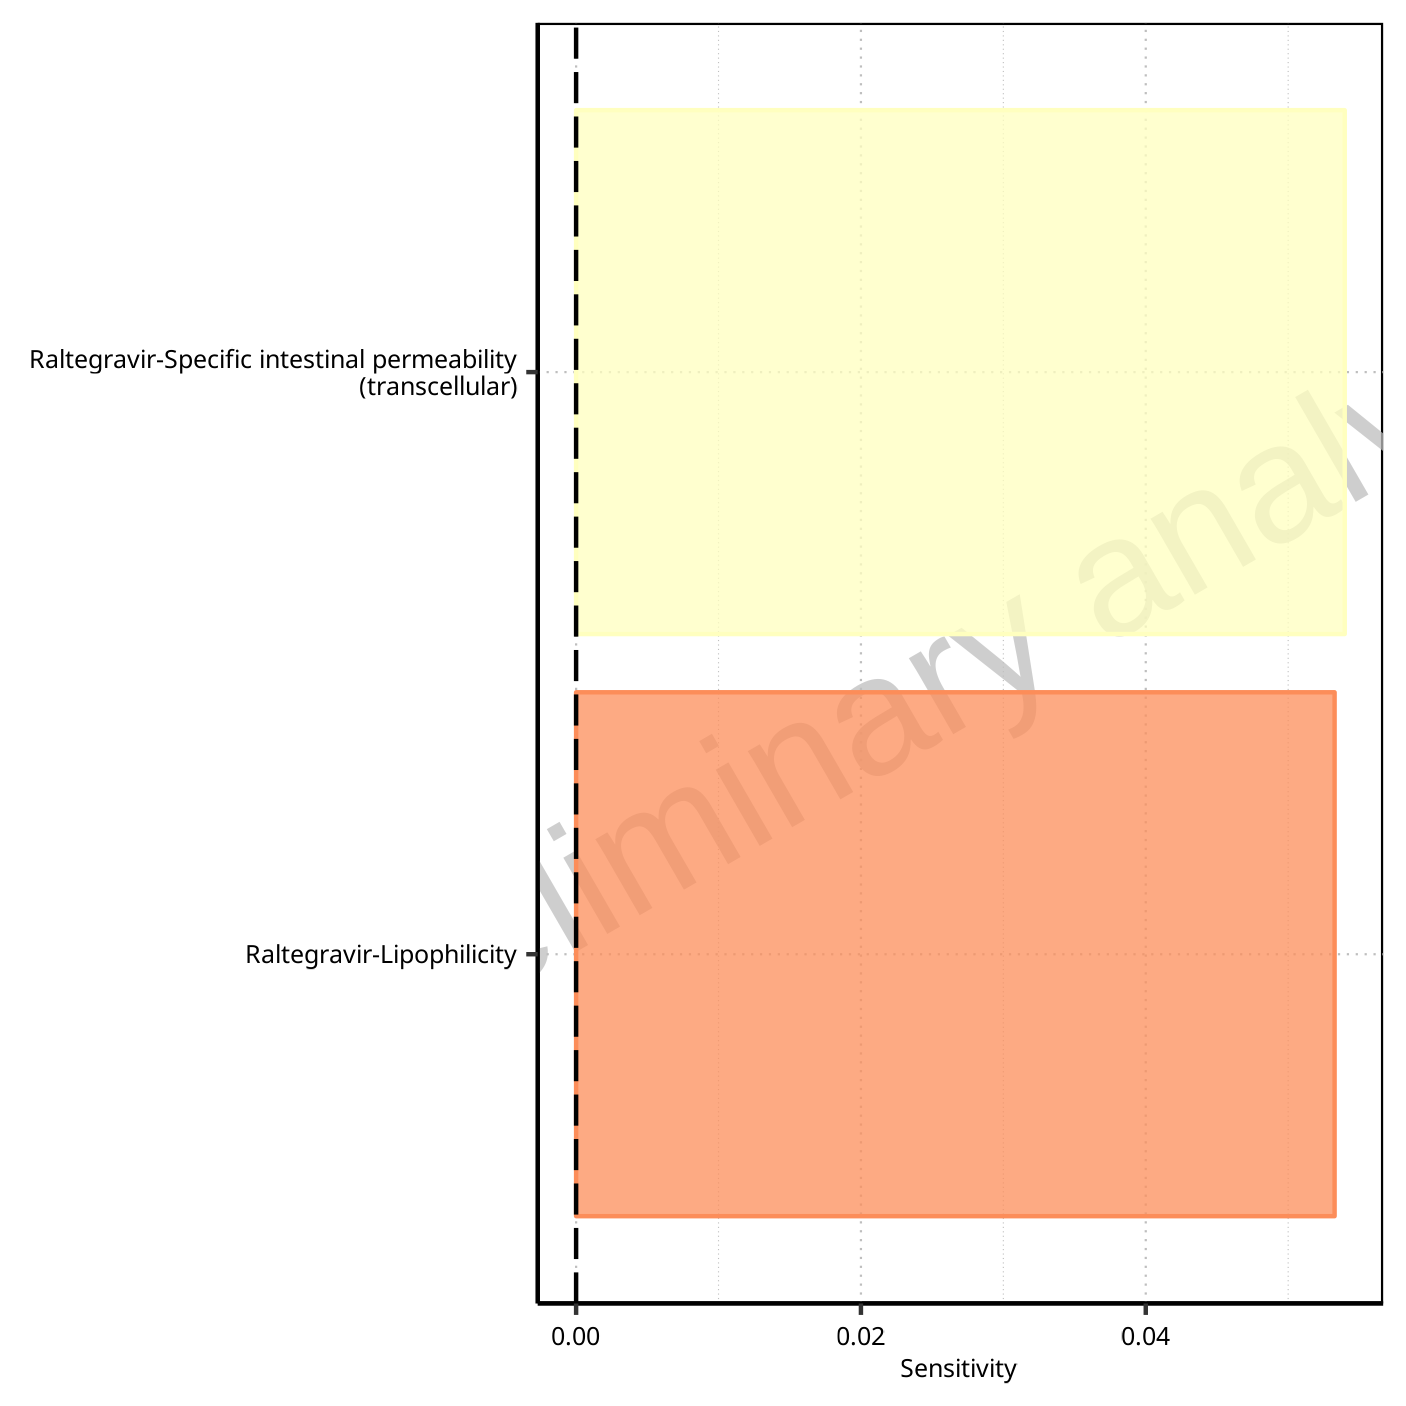 Raltegravir-Specific intestinal permeability
(transcellular)
Raltegravir-Lipophilicity
liminary anal
0.00 0.02 0.04
Sensitivity